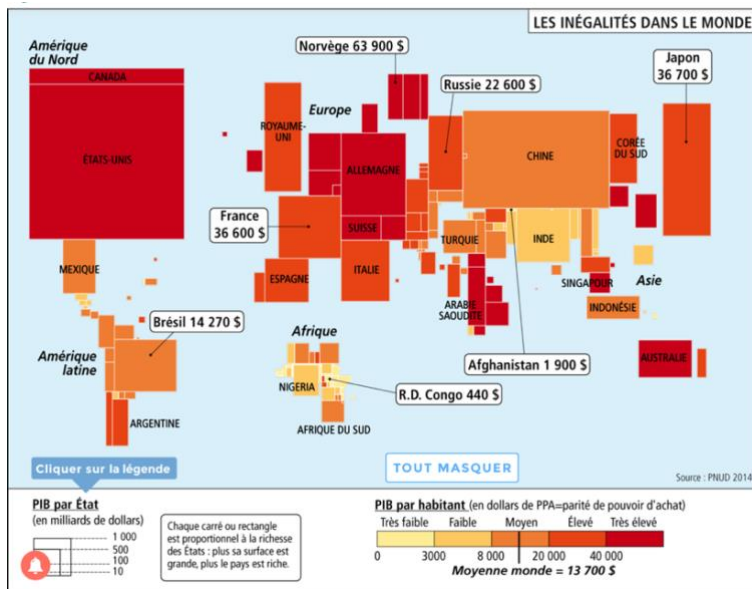 LES INÉGALITÉS DANS LE MONDE
Amérique
du Nord
CANADA
ÉTATS-UNIS
MEXIQUE
Brésil 14 270 $
Amérique
latine
ARGENTINE
Norvège 63 900 $
Europe
ROYAUME-
UNI
ALLEMAGNE
France
36 600 $
SUISSE
ESPAGNE
ITALIE
Russie 22 600 $
Japon
36 700 $
CHINE
CORÉE
DU SUD
TURQUIE
INDE
ARABIE
SAOUDITE
SINGAPOUR
Asie
INDONÉSIE
Afghanistan 1 900 $
AUSTRALIE
Afrique
NIGERIA
R.D. Congo 440 $
AFRIQUE DU SUD
Cliquer sur la légende
TOUT MASQUER
Source : PNUD 2014
PIB par État
(en milliards de dollars)
1 000
500
100
10
Chaque carré ou rectangle
est proportionnel à la richesse
des États : plus sa surface est
grande, plus le pays est riche.
PIB par habitant (en dollars de PPA=parité de pouvoir d'achat)
Très faible Faible Moyen Élevé Très élevé
0 3000 8 000 20 000 40 000
Moyenne monde = 13 700 $